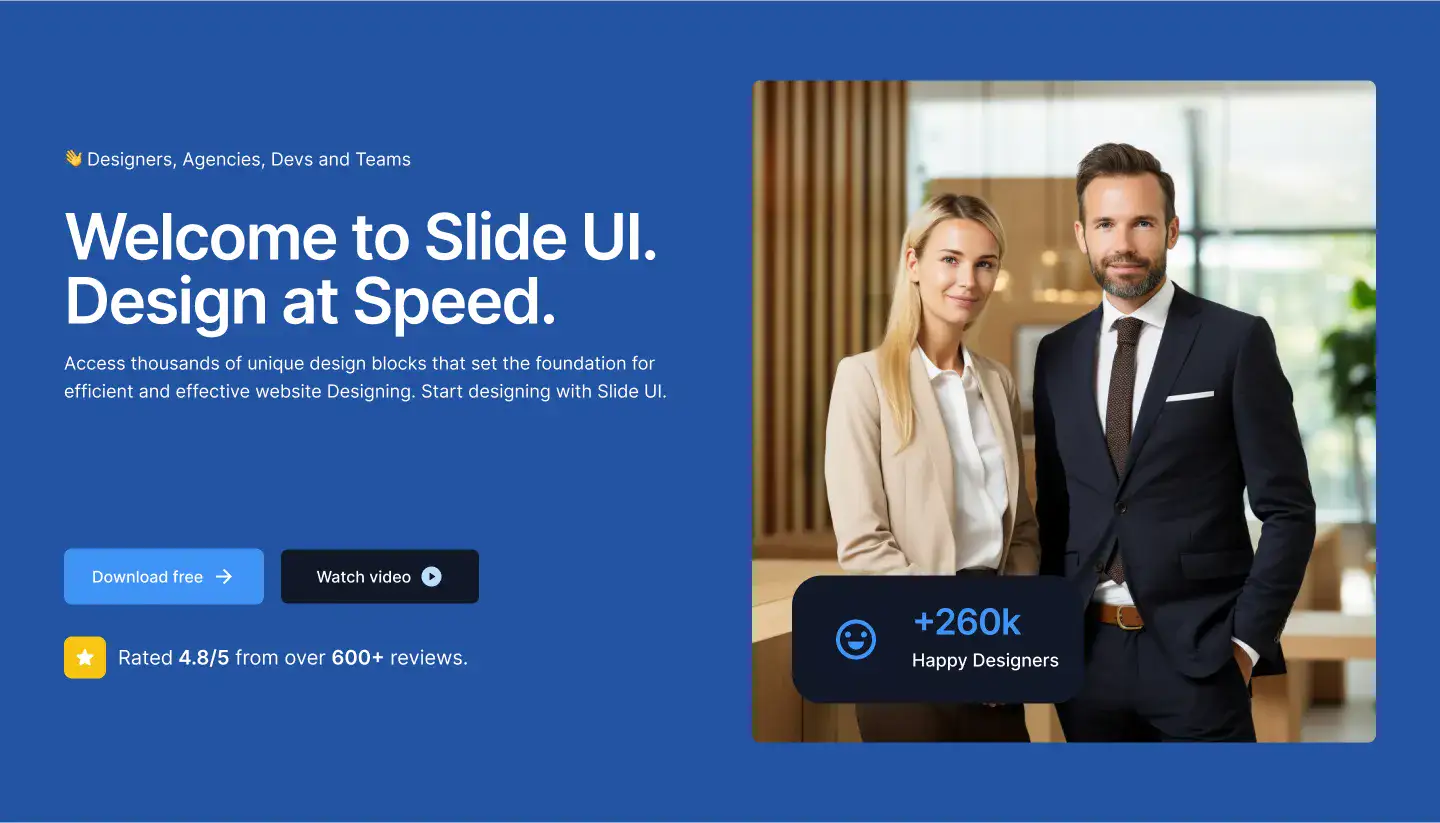 👋 Designers, Agencies, Devs and Teams
Welcome to Slide UI.
Design at Speed.
Access thousands of unique design blocks that set the foundation for
efficient and effective website Designing. Start designing with Slide UI.
Download free
Watch video
Rated 4.8/5 from over 600+ reviews.
+260k
Happy Designers